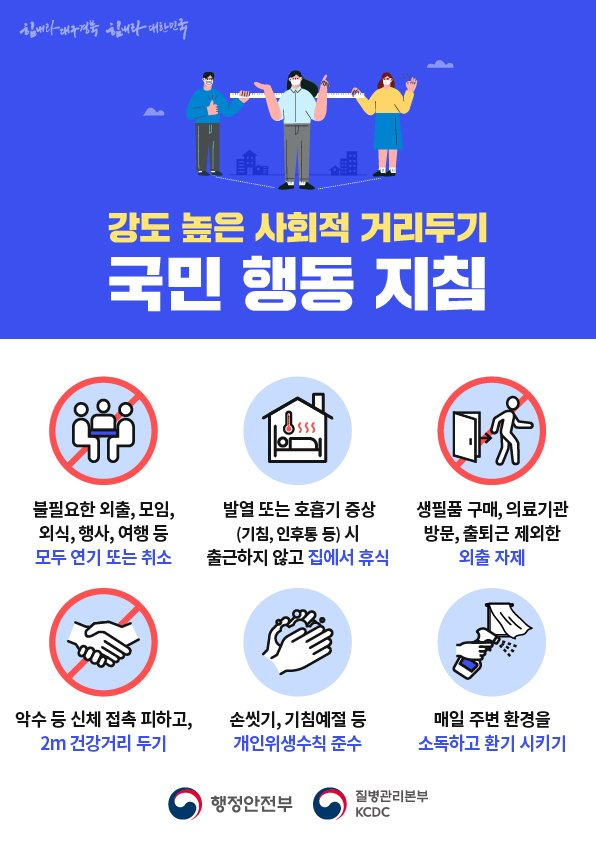 힘내라 대구경북 힘내라 대한민국
강도 높은 사회적 거리두기
국민 행동 지침
불필요한 외출, 모임,
외식, 행사, 여행 등
모두 연기 또는 취소
발열 또는 호흡기 증상
(기침, 인후통 등) 시
출근하지 않고 집에서 휴식
생필품 구매, 의료기관
방문, 출퇴근 제외한
외출 자제
악수 등 신체 접촉 피하고,
2m 건강거리 두기
손씻기, 기침예절 등
개인위생수칙 준수
매일 주변 환경을
소독하고 환기 시키기
행정안전부
질병관리본부
KCDC